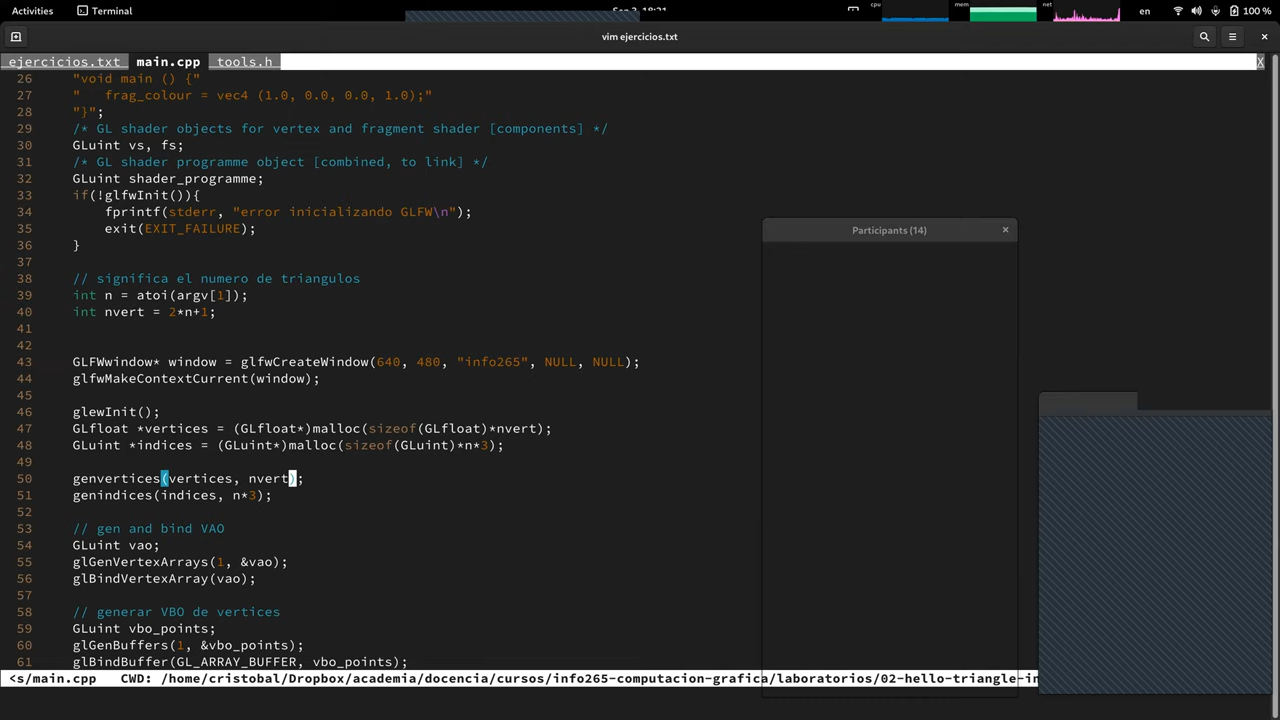 Activities Terminal Sep 3 18:21 cpu mem net en 100 %
vim ejercicios.txt
ejercicios.txt main.cpp tools.h X
26 "void main () {"
27 "   frag_colour = vec4 (1.0, 0.0, 0.0, 1.0);"
28 "}";
29 /* GL shader objects for vertex and fragment shader [components] */
30 GLuint vs, fs;
31 /* GL shader programme object [combined, to link] */
32 GLuint shader_programme;
33 if(!glfwInit()){
34     fprintf(stderr, "error inicializando GLFW\n");
35     exit(EXIT_FAILURE);
36 }
37
38 // significa el numero de triangulos
39 int n = atoi(argv[1]);
40 int nvert = 2*n+1;
41
42
43 GLFWwindow* window = glfwCreateWindow(640, 480, "info265", NULL, NULL);
44 glfwMakeContextCurrent(window);
45
46 glewInit();
47 GLfloat *vertices = (GLfloat*)malloc(sizeof(GLfloat)*nvert);
48 GLuint *indices = (GLuint*)malloc(sizeof(GLuint)*n*3);
49
50 genvertices(vertices, nvert);
51 genindices(indices, n*3);
52
53 // gen and bind VAO
54 GLuint vao;
55 glGenVertexArrays(1, &vao);
56 glBindVertexArray(vao);
57
58 // generar VBO de vertices
59 GLuint vbo_points;
60 glGenBuffers(1, &vbo_points);
61 glBindBuffer(GL_ARRAY_BUFFER, vbo_points);
<s/main.cpp CWD: /home/cristobal/Dropbox/academia/docencia/cursos/info265-computacion-grafica/laboratorios/02-hello-triangle-in
Participants (14)